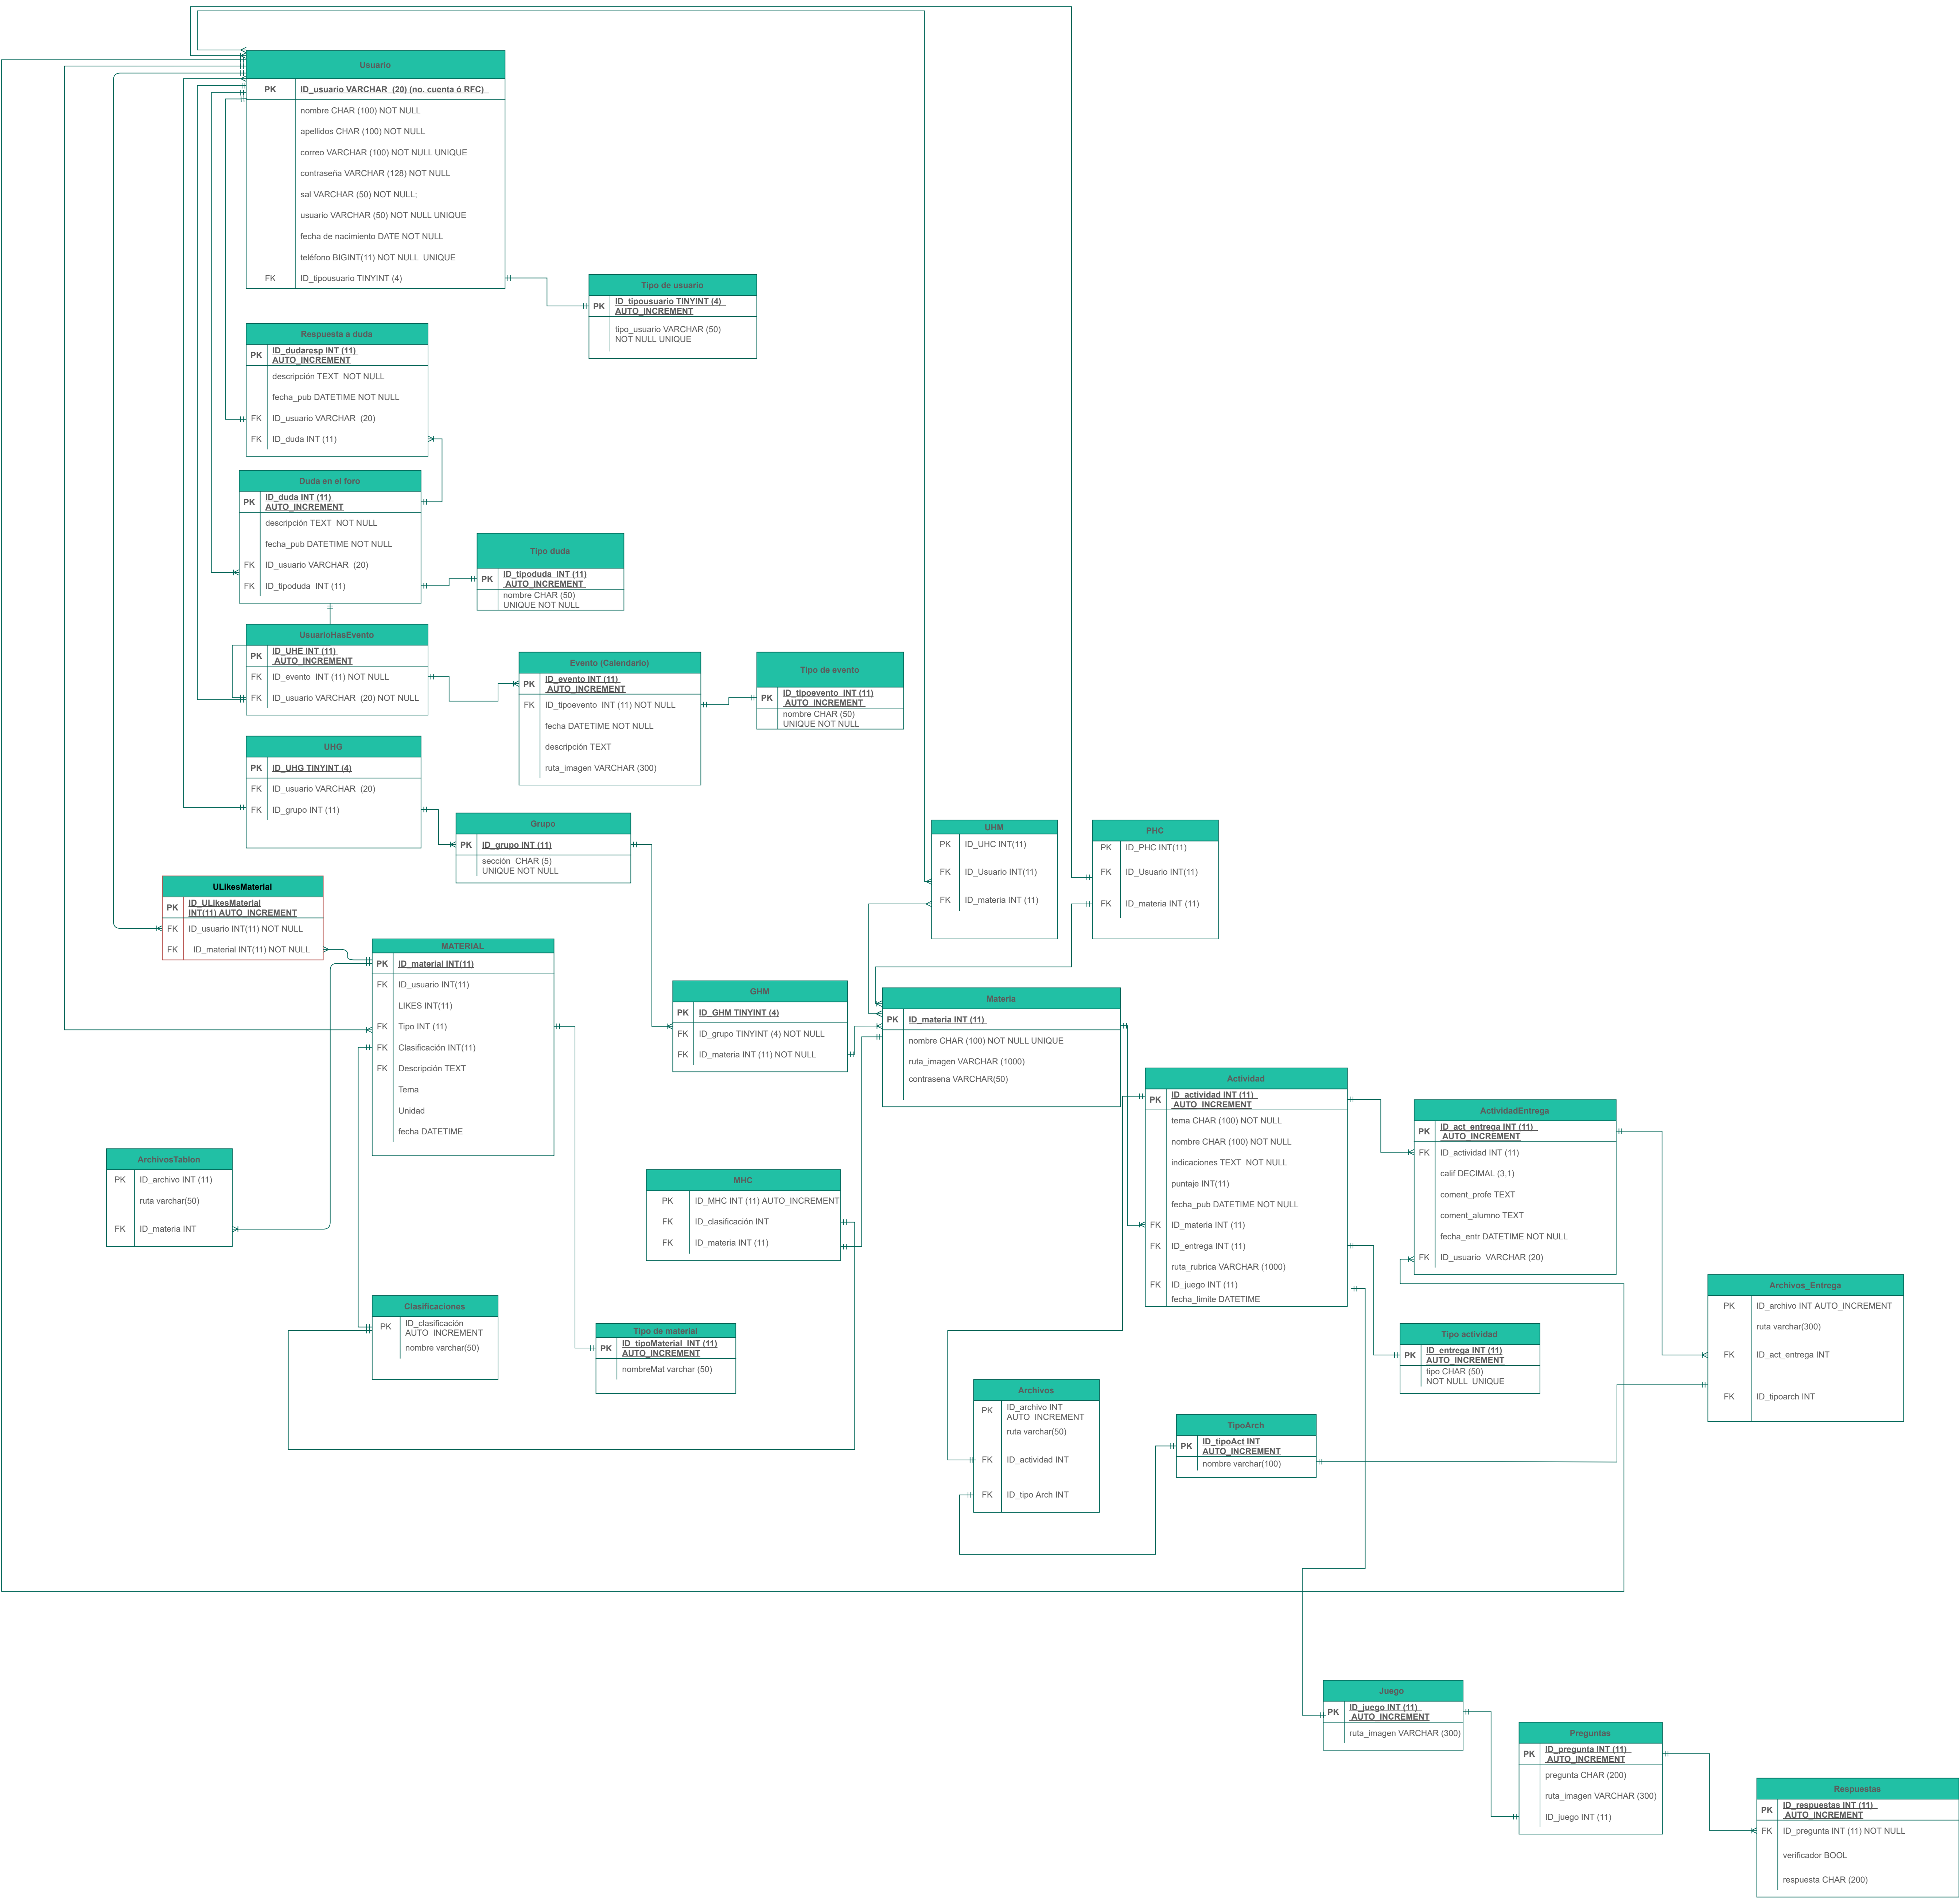 Usuario
PK ID_usuario VARCHAR (20) (no. cuenta ó RFC)
nombre CHAR (100) NOT NULL
apellidos CHAR (100) NOT NULL
correo VARCHAR (100) NOT NULL UNIQUE
contraseña VARCHAR (128) NOT NULL
sal VARCHAR (50) NOT NULL;
usuario VARCHAR (50) NOT NULL UNIQUE
fecha de nacimiento DATE NOT NULL
teléfono BIGINT(11) NOT NULL UNIQUE
FK ID_tipousuario TINYINT (4)
Tipo de usuario
PK ID_tipousuario TINYINT (4)
AUTO_INCREMENT
tipo_usuario VARCHAR (50)
NOT NULL UNIQUE
Respuesta a duda
PK ID_dudaresp INT (11)
AUTO_INCREMENT
descripción TEXT NOT NULL
fecha_pub DATETIME NOT NULL
FK ID_usuario VARCHAR (20)
FK ID_duda INT (11)
Duda en el foro
PK ID_duda INT (11)
AUTO_INCREMENT
descripción TEXT NOT NULL
fecha_pub DATETIME NOT NULL
FK ID_usuario VARCHAR (20)
FK ID_tipoduda INT (11)
Tipo duda
PK ID_tipoduda INT (11)
AUTO_INCREMENT
nombre CHAR (50)
UNIQUE NOT NULL
UsuarioHasEvento
PK ID_UHE INT (11)
AUTO_INCREMENT
FK ID_evento INT (11) NOT NULL
FK ID_usuario VARCHAR (20) NOT NULL
Evento (Calendario)
PK ID_evento INT (11)
AUTO_INCREMENT
FK ID_tipoevento INT (11) NOT NULL
fecha DATETIME NOT NULL
descripción TEXT
ruta_imagen VARCHAR (300)
Tipo de evento
PK ID_tipoevento INT (11)
AUTO_INCREMENT
nombre CHAR (50)
UNIQUE NOT NULL
UHG
PK ID_UHG TINYINT (4)
FK ID_usuario VARCHAR (20)
FK ID_grupo INT (11)
Grupo
PK ID_grupo INT (11)
sección CHAR (5)
UNIQUE NOT NULL
UHM
PK ID_UHC INT(11)
FK ID_Usuario INT(11)
FK ID_materia INT (11)
PHC
PK ID_PHC INT(11)
FK ID_Usuario INT(11)
FK ID_materia INT (11)
ULikesMaterial
PK ID_ULikesMaterial
INT(11) AUTO_INCREMENT
FK ID_usuario INT(11) NOT NULL
FK ID_material INT(11) NOT NULL
MATERIAL
PK ID_material INT(11)
FK ID_usuario INT(11)
LIKES INT(11)
FK Tipo INT (11)
FK Clasificación INT(11)
FK Descripción TEXT
Tema
Unidad
fecha DATETIME
GHM
PK ID_GHM TINYINT (4)
FK ID_grupo TINYINT (4) NOT NULL
FK ID_materia INT (11) NOT NULL
Materia
PK ID_materia INT (11)
nombre CHAR (100) NOT NULL UNIQUE
ruta_imagen VARCHAR (1000)
contrasena VARCHAR(50)
Actividad
PK ID_actividad INT (11)
AUTO_INCREMENT
tema CHAR (100) NOT NULL
nombre CHAR (100) NOT NULL
indicaciones TEXT NOT NULL
puntaje INT(11)
fecha_pub DATETIME NOT NULL
FK ID_materia INT (11)
FK ID_entrega INT (11)
ruta_rubrica VARCHAR (1000)
FK ID_juego INT (11)
fecha_limite DATETIME
ActividadEntrega
PK ID_act_entrega INT (11)
AUTO_INCREMENT
FK ID_actividad INT (11)
calif DECIMAL (3,1)
coment_profe TEXT
coment_alumno TEXT
fecha_entr DATETIME NOT NULL
FK ID_usuario VARCHAR (20)
ArchivosTablon
PK ID_archivo INT (11)
ruta varchar(50)
FK ID_materia INT
MHC
PK ID_MHC INT (11) AUTO_INCREMENT
FK ID_clasificación INT
FK ID_materia INT (11)
Archivos_Entrega
PK ID_archivo INT AUTO_INCREMENT
ruta varchar(300)
FK ID_act_entrega INT
FK ID_tipoarch INT
Clasificaciones
PK ID_clasificación
AUTO_INCREMENT
nombre varchar(50)
Tipo de material
PK ID_tipoMaterial INT (11)
AUTO_INCREMENT
nombreMat varchar (50)
Tipo actividad
PK ID_entrega INT (11)
AUTO_INCREMENT
tipo CHAR (50)
NOT NULL UNIQUE
Archivos
PK ID_archivo INT
AUTO_INCREMENT
ruta varchar(50)
FK ID_actividad INT
FK ID_tipo Arch INT
TipoArch
PK ID_tipoAct INT
AUTO_INCREMENT
nombre varchar(100)
Juego
PK ID_juego INT (11)
AUTO_INCREMENT
ruta_imagen VARCHAR (300)
Preguntas
PK ID_pregunta INT (11)
AUTO_INCREMENT
pregunta CHAR (200)
ruta_imagen VARCHAR (300)
ID_juego INT (11)
Respuestas
PK ID_respuestas INT (11)
AUTO_INCREMENT
FK ID_pregunta INT (11) NOT NULL
verificador BOOL
respuesta CHAR (200)